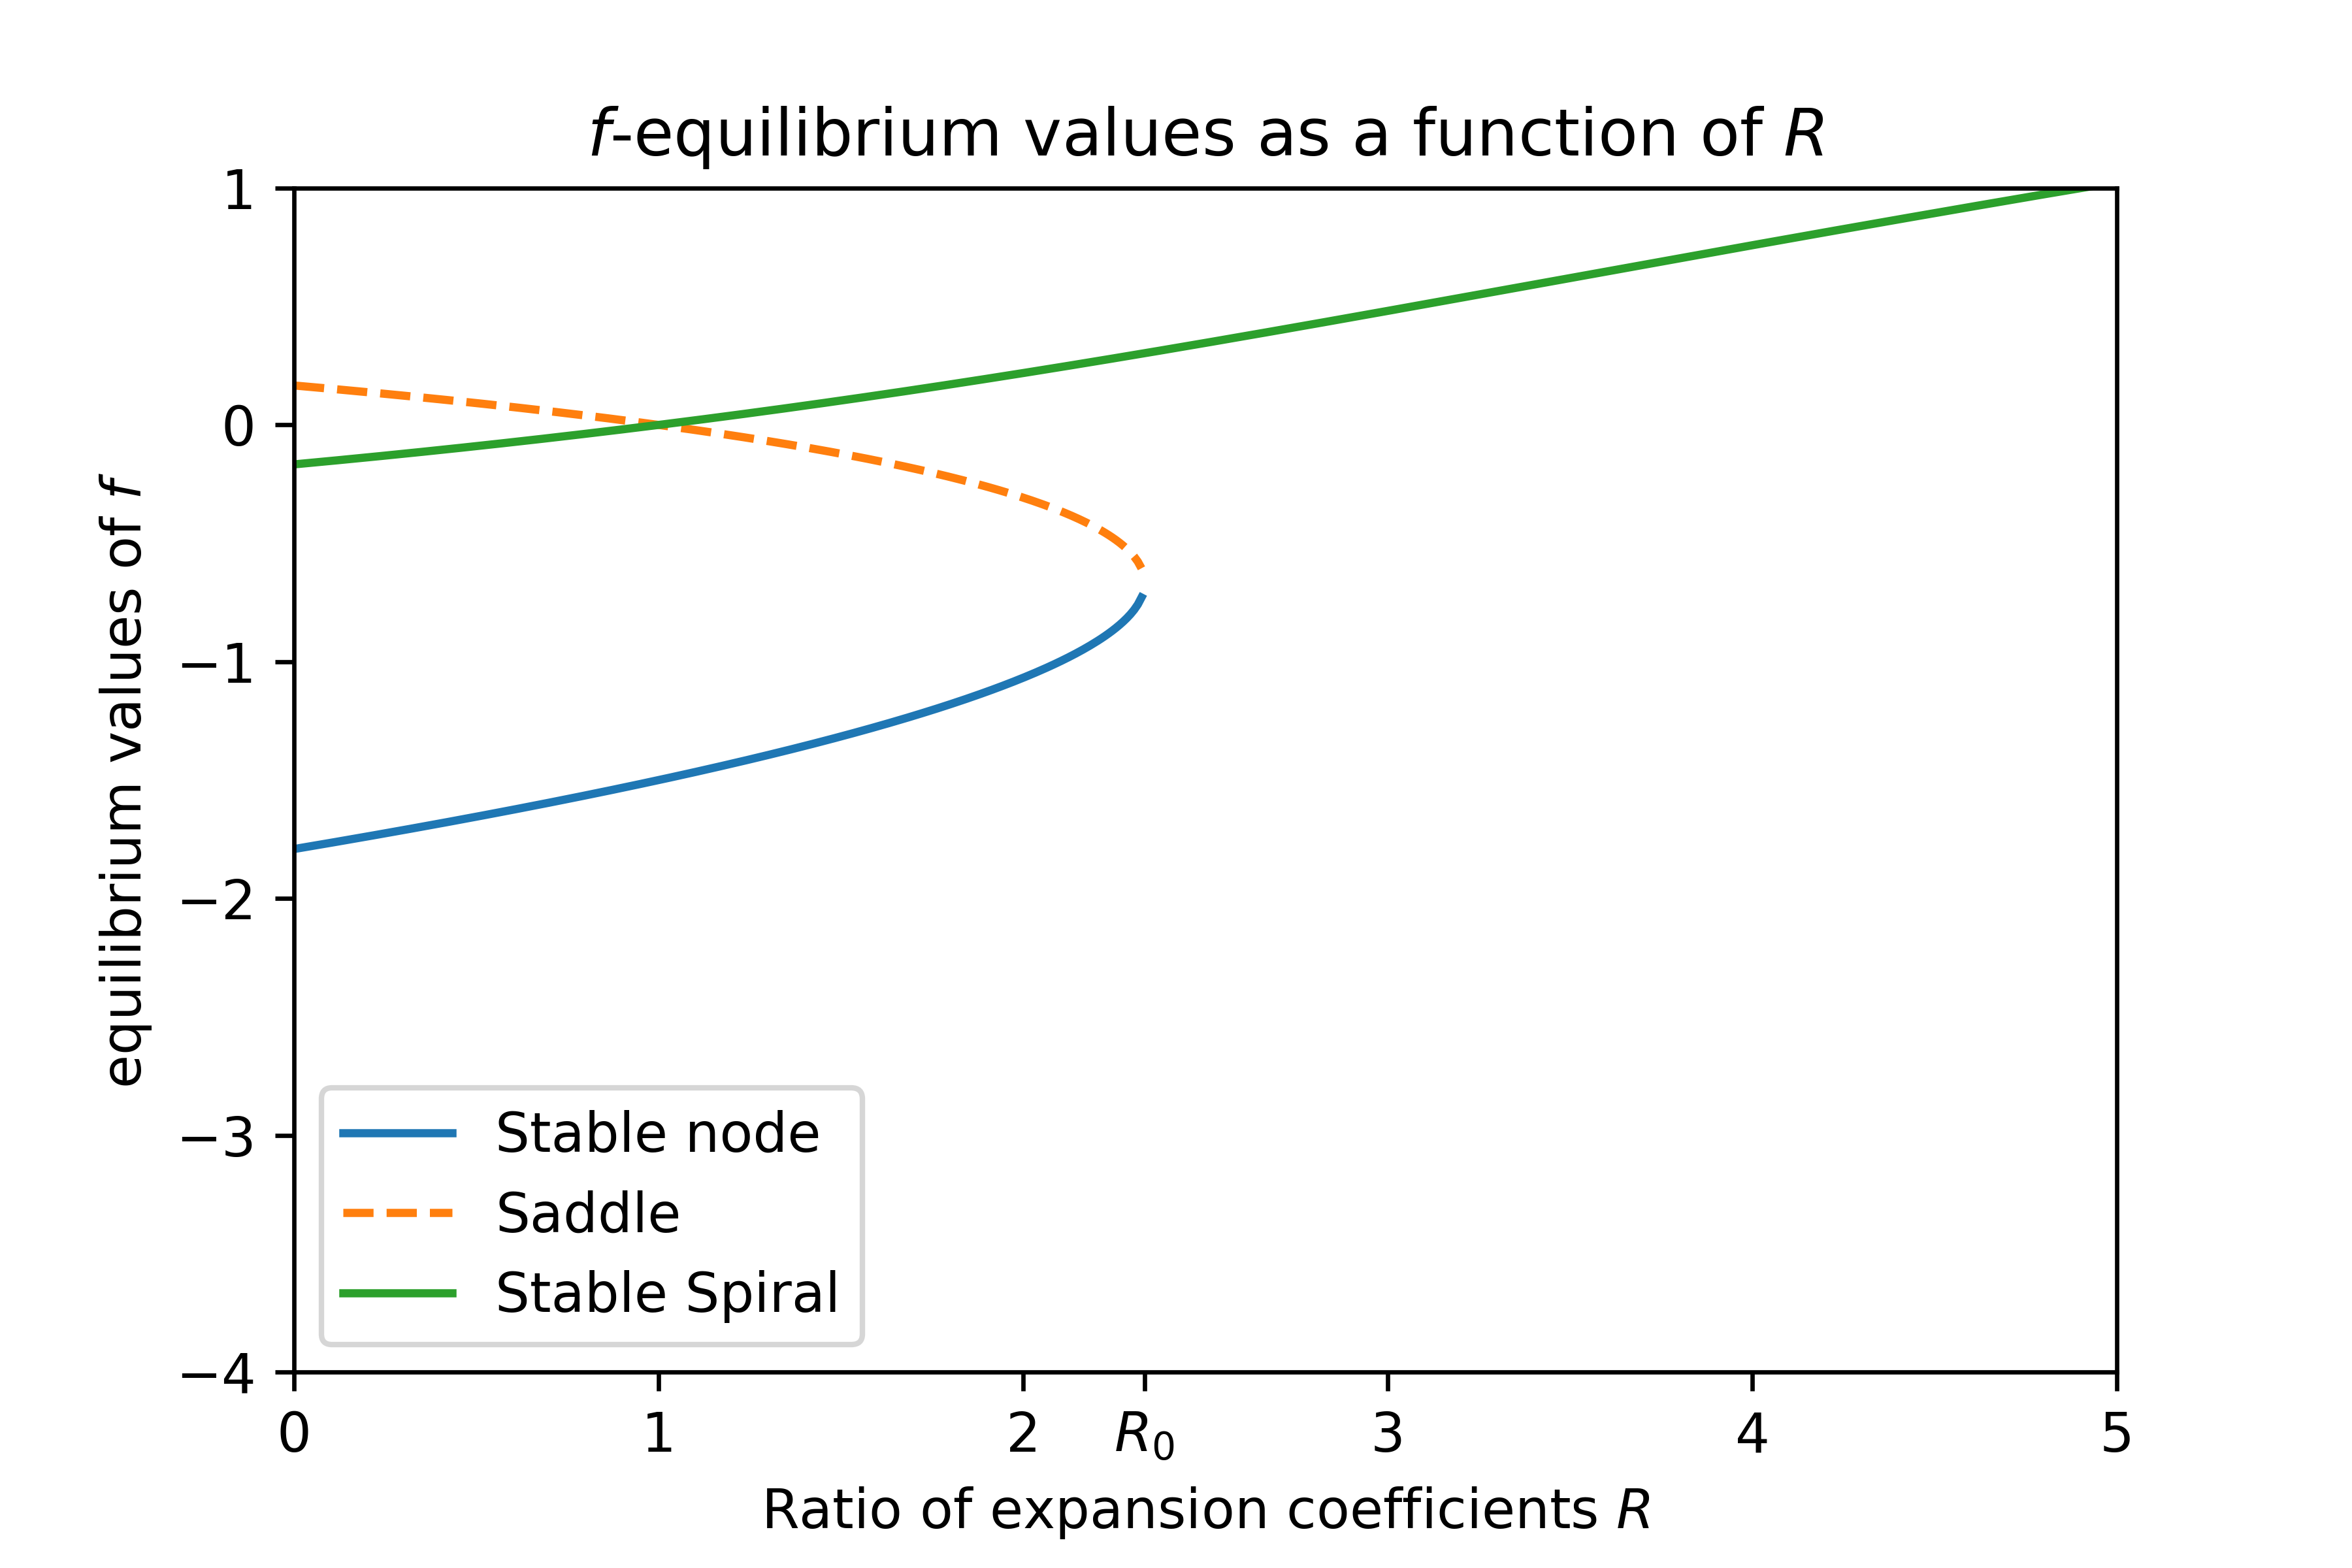 f-equilibrium values as a function of R
equilibrium values of f
1
0
−1
−2
−3
−4
Stable node
Saddle
Stable Spiral
0 1 2 R₀ 3 4 5
Ratio of expansion coefficients R